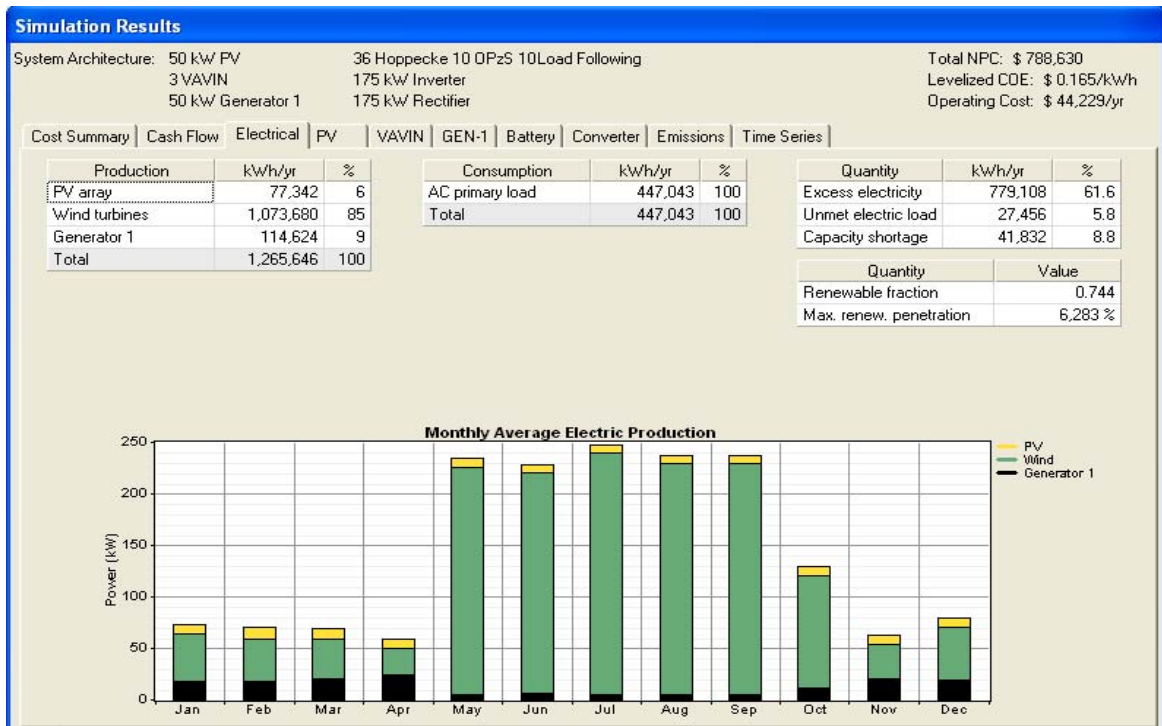 Simulation Results
System Architecture: 50 kW PV 36 Hoppecke 10 OPzS 10Load Following Total NPC: $ 788,630
3 VAVIN 175 kW Inverter Levelized COE: $ 0.165/kWh
50 kW Generator 1 175 kW Rectifier Operating Cost: $ 44,229/yr
Cost Summary Cash Flow Electrical PV VAVIN GEN-1 Battery Converter Emissions Time Series
Production kWh/yr % Consumption kWh/yr % Quantity kWh/yr %
PV array 77,342 6 AC primary load 447,043 100 Excess electricity 779,108 61.6
Wind turbines 1,073,680 85 Total 447,043 100 Unmet electric load 27,456 5.8
Generator 1 114,624 9 Capacity shortage 41,832 8.8
Total 1,265,646 100
Quantity Value
Renewable fraction 0.744
Max. renew. penetration 6,283 %
Monthly Average Electric Production
250
200
150
100
50
0
Power (kW)
Jan Feb Mar Apr May Jun Jul Aug Sep Oct Nov Dec
PV
Wind
Generator 1